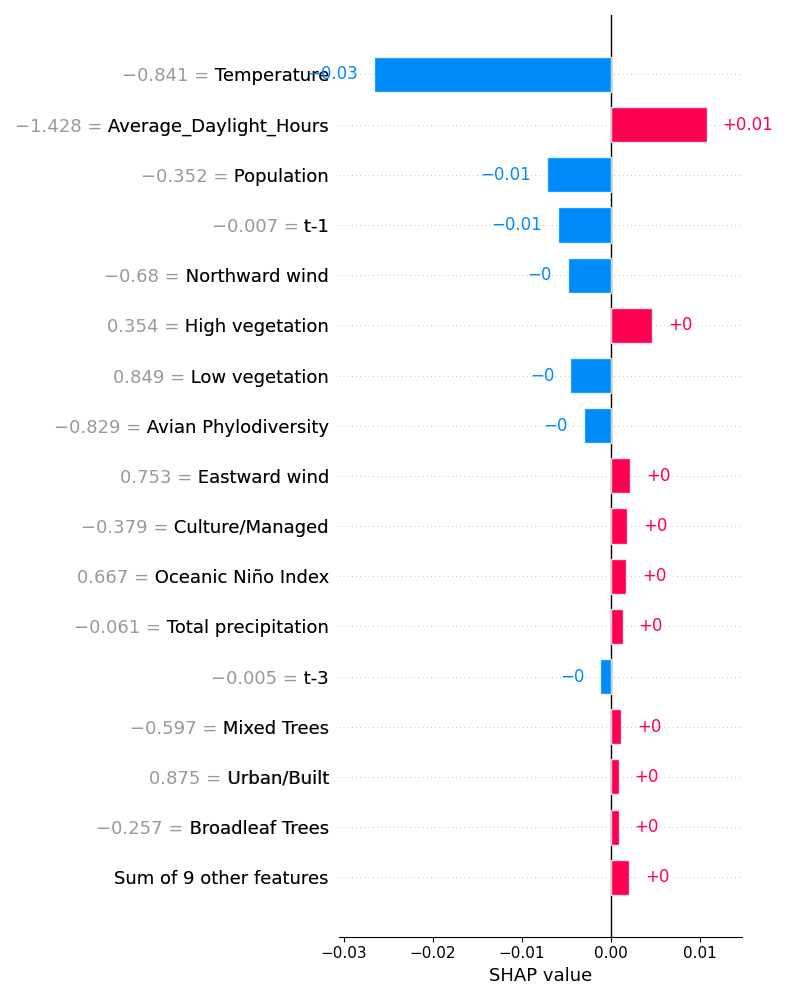 −0.841 = Temperature −0.03
−1.428 = Average_Daylight_Hours +0.01
−0.352 = Population −0.01
−0.007 = t-1 −0.01
−0.68 = Northward wind −0
0.354 = High vegetation +0
0.849 = Low vegetation −0
−0.829 = Avian Phylodiversity −0
0.753 = Eastward wind +0
−0.379 = Culture/Managed +0
0.667 = Oceanic Niño Index +0
−0.061 = Total precipitation +0
−0.005 = t-3 −0
−0.597 = Mixed Trees +0
0.875 = Urban/Built +0
−0.257 = Broadleaf Trees +0
Sum of 9 other features +0
−0.03 −0.02 −0.01 0.00 0.01
SHAP value